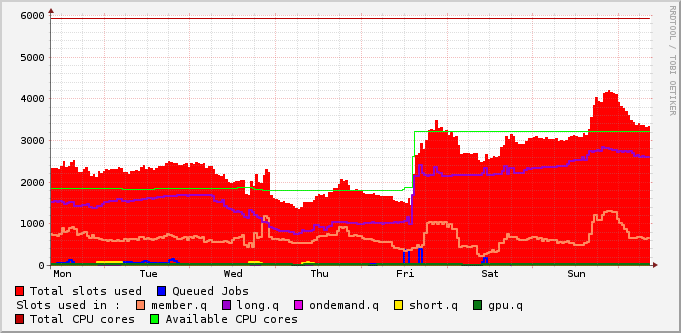 RRDTOOL / TOBI OETIKER
6000
5000
4000
3000
2000
1000
0
Mon Tue Wed Thu Fri Sat Sun
Total slots used Queued Jobs
Slots used in : member.q long.q ondemand.q short.q gpu.q
Total CPU cores Available CPU cores